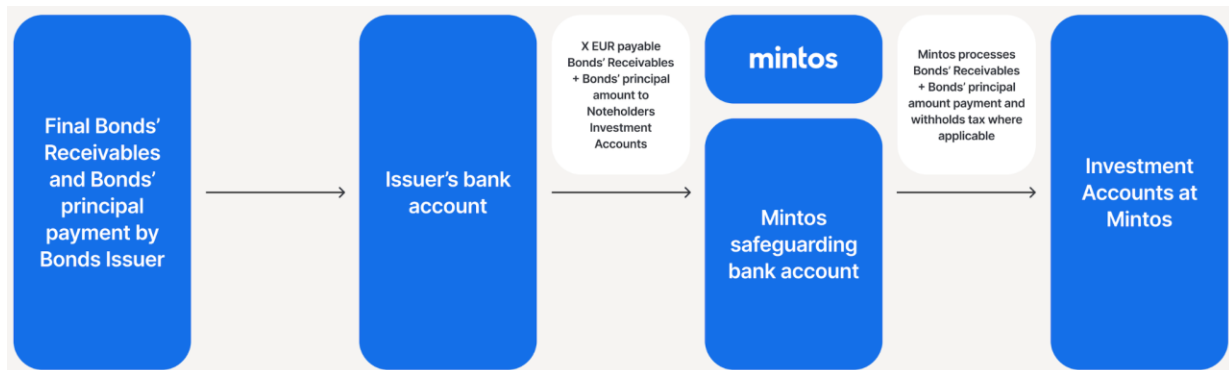 Final Bonds'
Receivables
and Bonds'
principal
payment by
Bonds Issuer
Issuer's bank
account
X EUR payable
Bonds' Receivables
+ Bonds' principal
amount to
Noteholders
Investment
Accounts
mintos
Mintos
safeguarding
bank account
Mintos processes
Bonds' Receivables
+ Bonds' principal
amount payment and
withholds tax where
applicable
Investment
Accounts at
Mintos